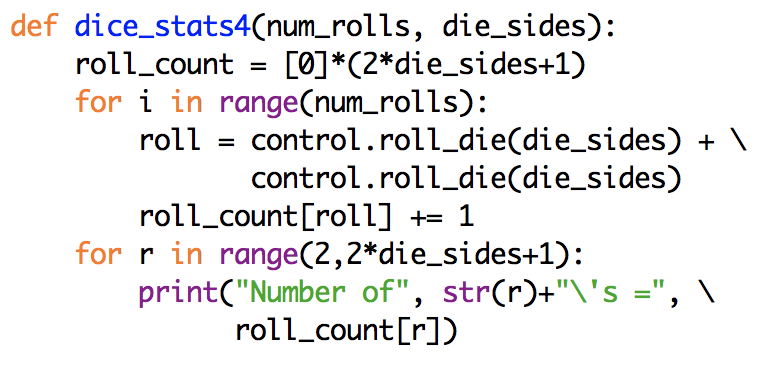 def dice_stats4(num_rolls, die_sides):
    roll_count = [0]*(2*die_sides+1)
    for i in range(num_rolls):
        roll = control.roll_die(die_sides) + \
               control.roll_die(die_sides)
        roll_count[roll] += 1
    for r in range(2,2*die_sides+1):
        print("Number of", str(r)+"\'s =", \
              roll_count[r])